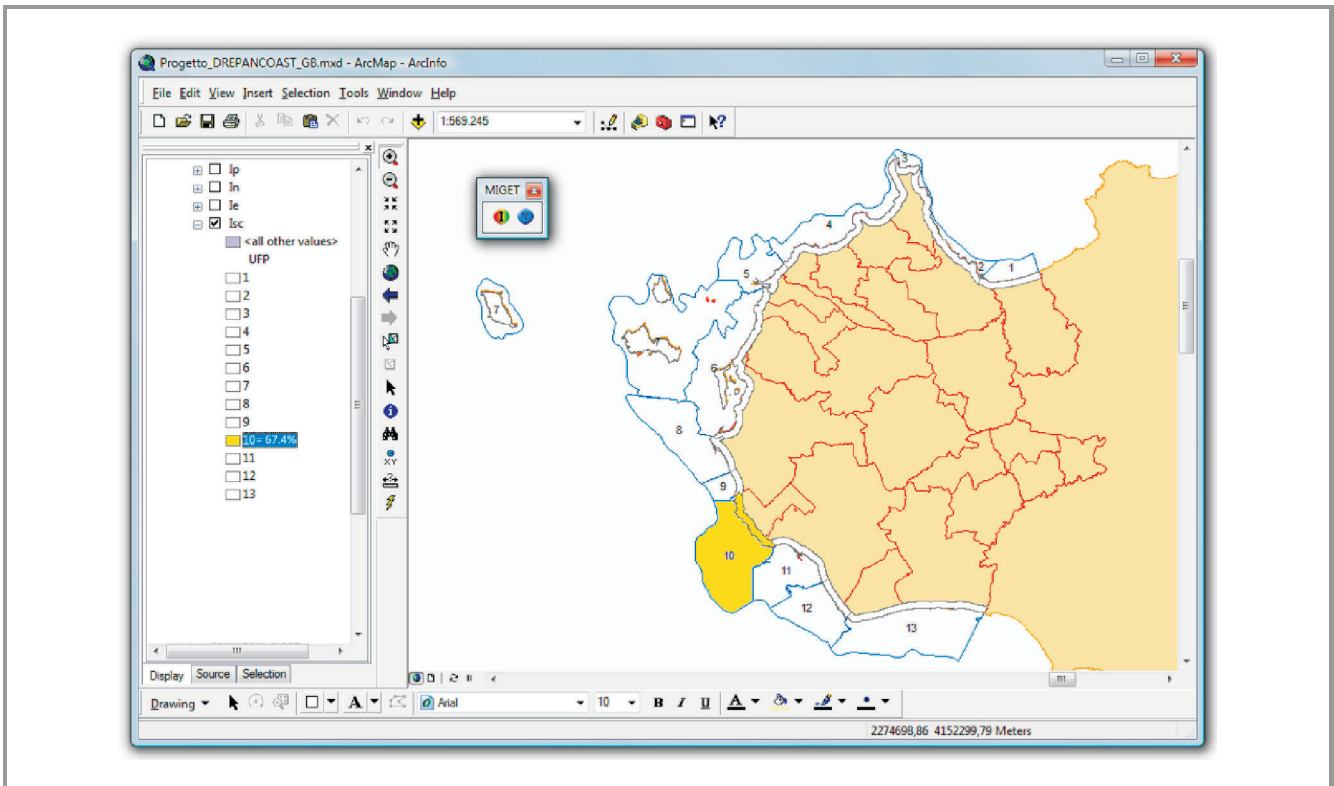 Progetto_DREPANCOAST_GB.mxd - ArcMap - ArcInfo
File Edit View Insert Selection Tools Window Help
1:569.245
Ip
In
Ie
Isc
<all other values>
UFP
1
2
3
4
5
6
7
8
9
10= 67.4%
11
12
13
XY
MIGET
I
3
4
2
1
5
7
6
8
9
10
11
12
13
Display Source Selection
Drawing A Arial 10 B I U A
2274698,86 4152299,79 Meters